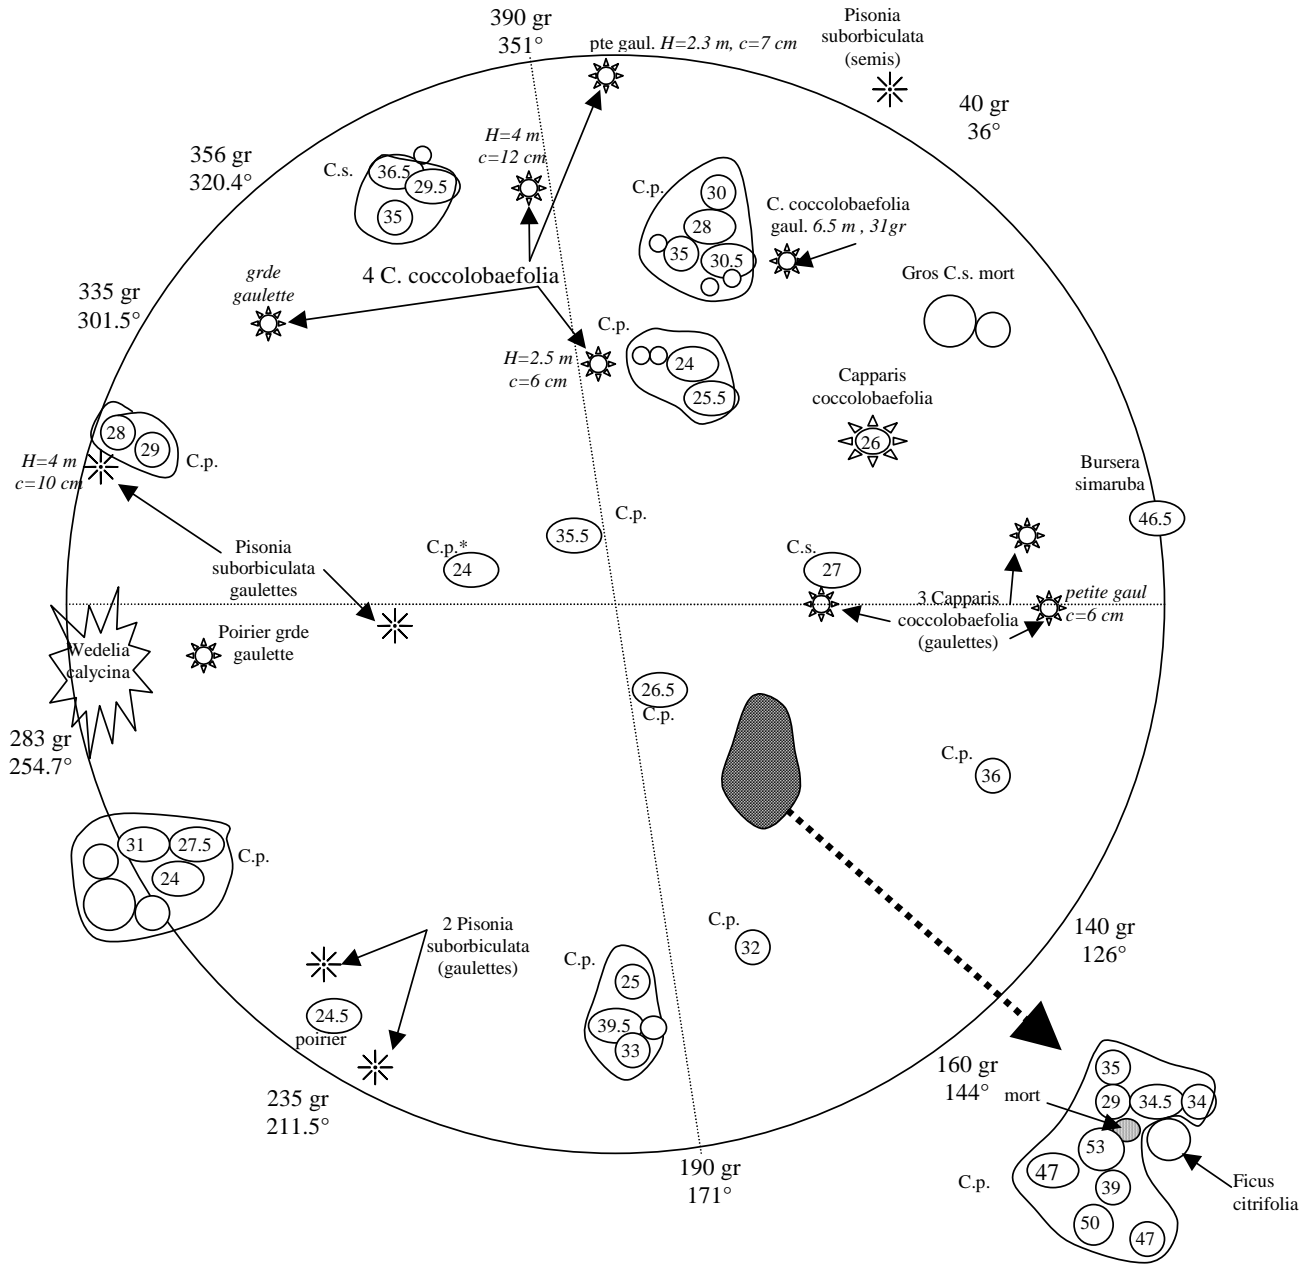 390 gr
351°
pte gaul. H=2.3 m, c=7 cm
Pisonia
suborbiculata
(semis)
40 gr
36°
356 gr
320.4°
C.s.
36.5
29.5
35
H=4 m
c=12 cm
C.p.
30
28
35
30.5
C. coccolobaefolia
gaul. 6.5 m , 31gr
4 C. coccolobaefolia
grde
gaulette
335 gr
301.5°
Gros C.s. mort
C.p.
24
25.5
H=2.5 m
c=6 cm
Capparis
coccolobaefolia
26
28
29
C.p.
H=4 m
c=10 cm
Bursera
simaruba
46.5
C.p.
35.5
C.p.*
24
Pisonia
suborbiculata
gaulettes
C.s.
27
3 Capparis
coccolobaefolia
(gaulettes)
petite gaul
c=6 cm
Wedelia
calycina
Poirier grde
gaulette
26.5
C.p.
283 gr
254.7°
C.p.
36
31
27.5
24
C.p.
2 Pisonia
suborbiculata
(gaulettes)
C.p.
32
140 gr
126°
C.p.
25
39.5
33
24.5
poirier
235 gr
211.5°
160 gr
144°
mort
35
29
34.5
34
53
47
39
50
47
C.p.
Ficus
citrifolia
190 gr
171°